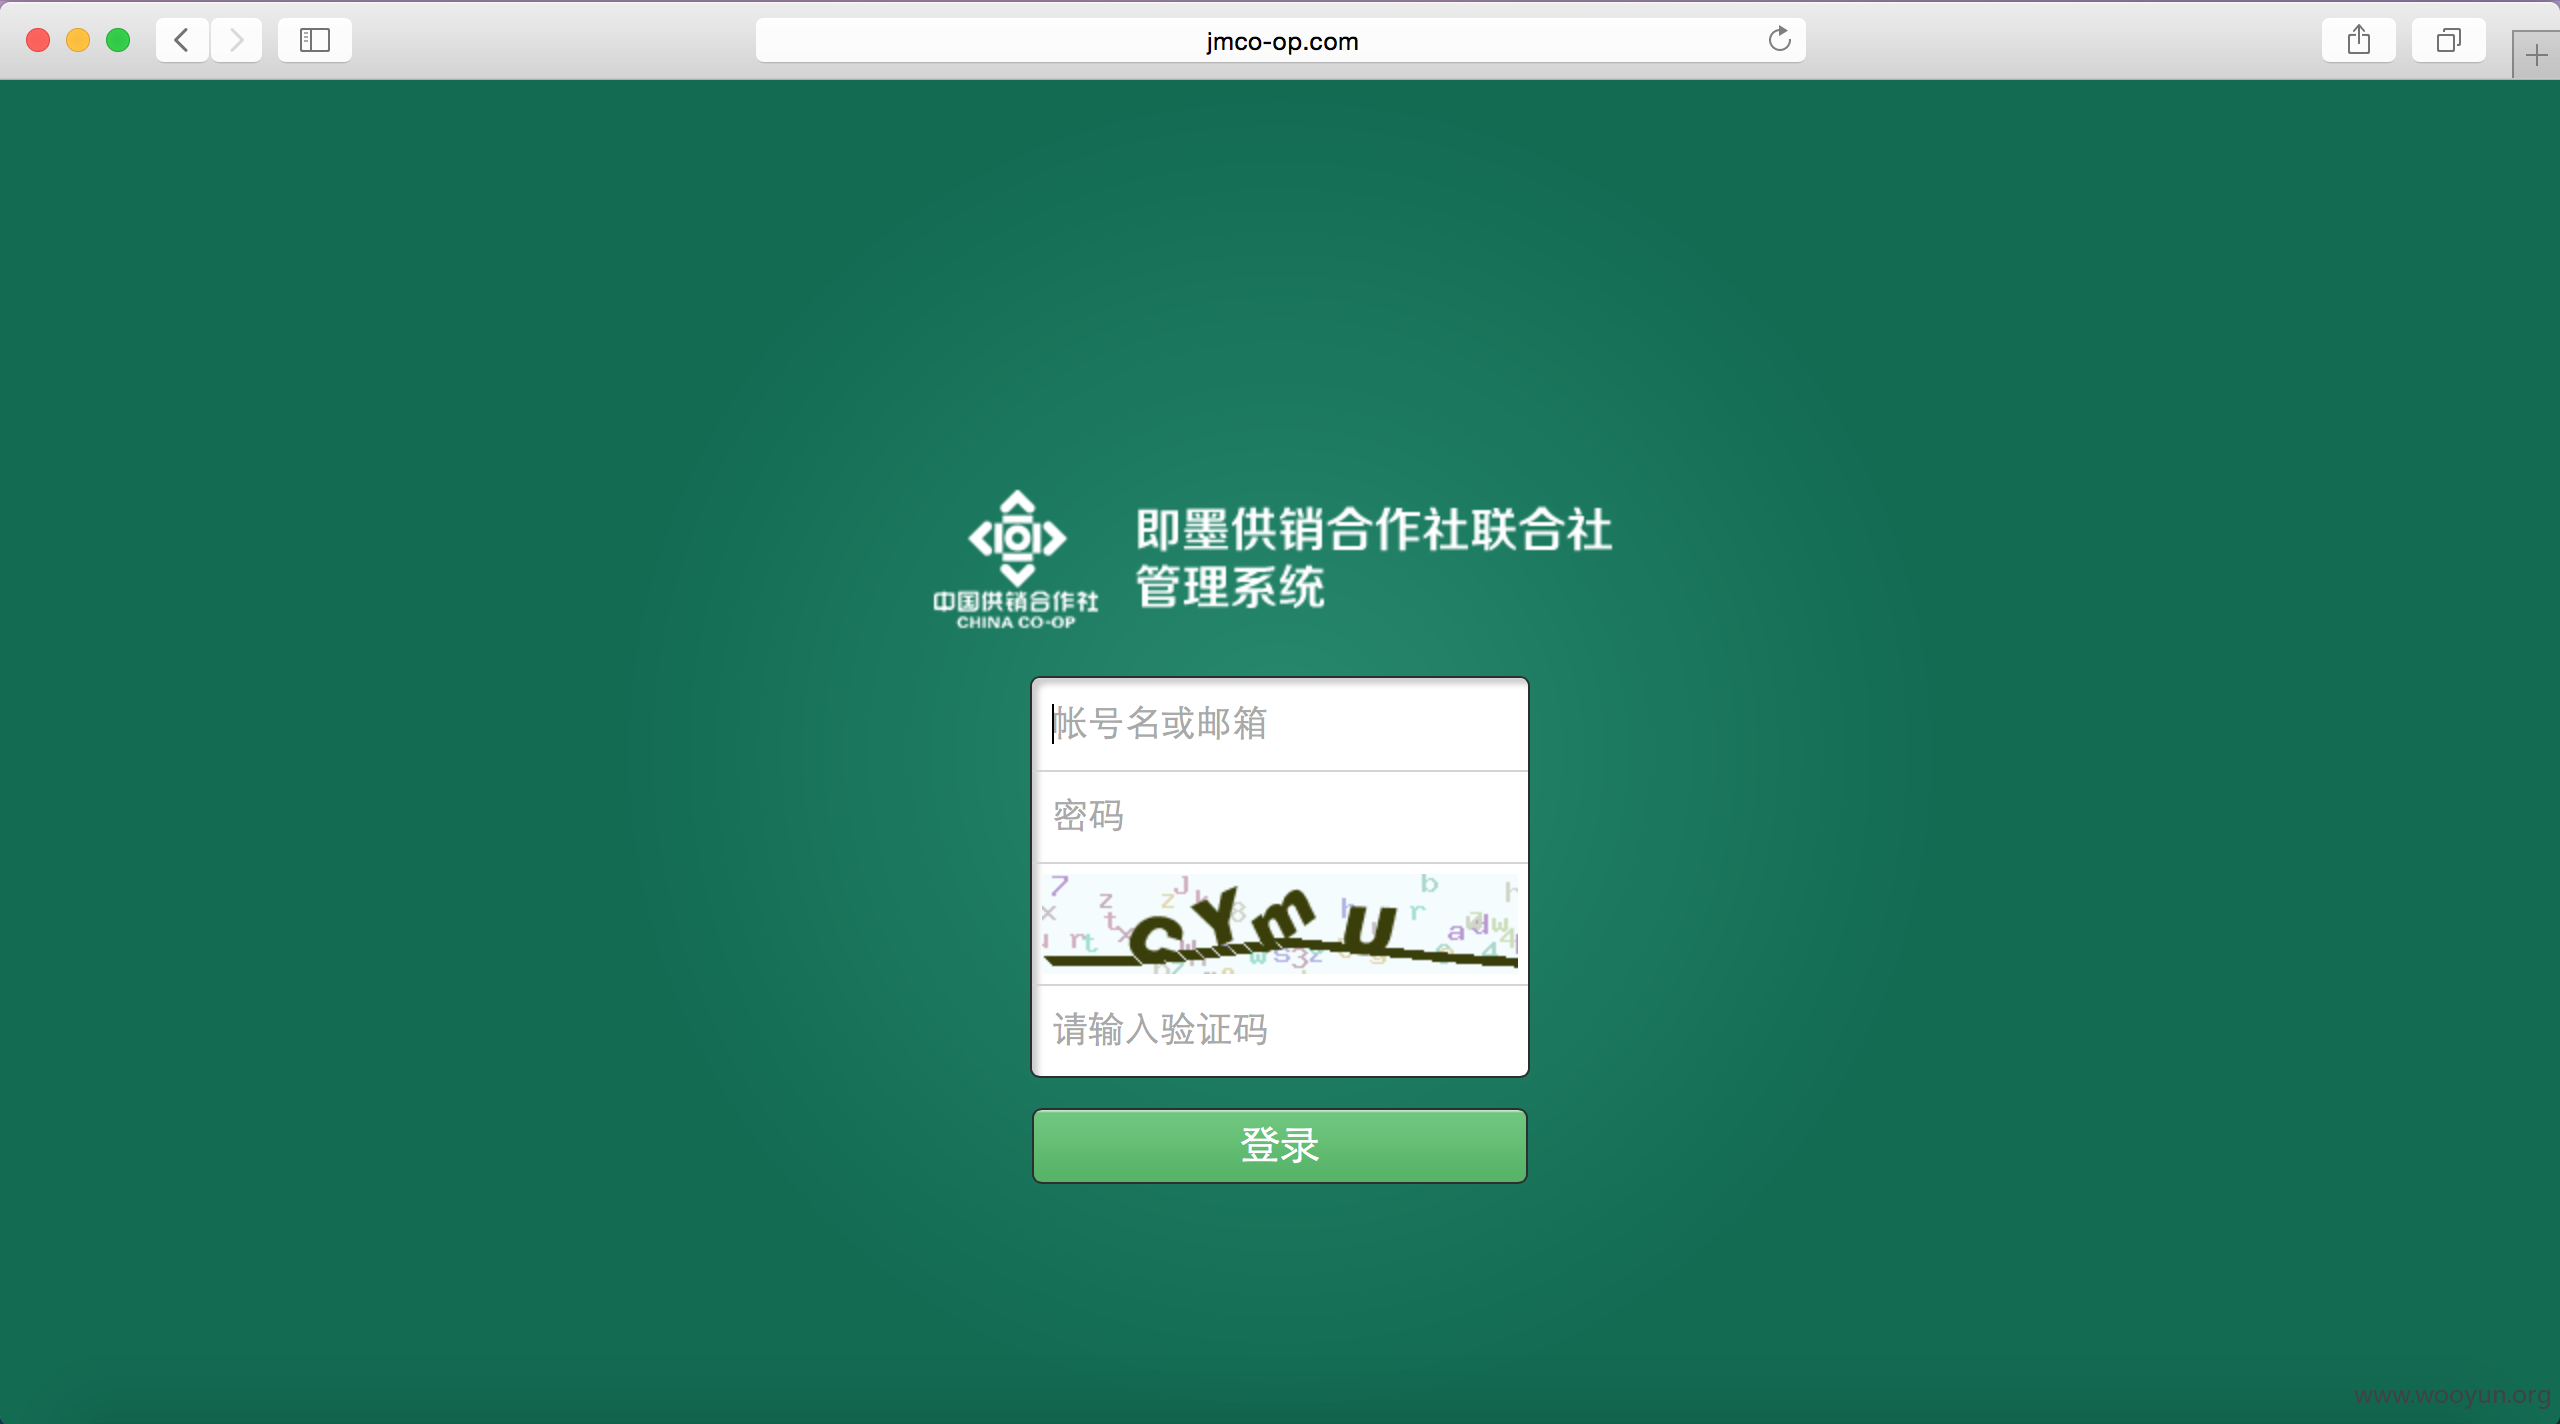 jmco-op.com
即墨供销合作社联合社
管理系统
中国供销合作社
CHINA CO-OP
帐号名或邮箱
密码
cYmu
请输入验证码
登录
www.wooyun.org